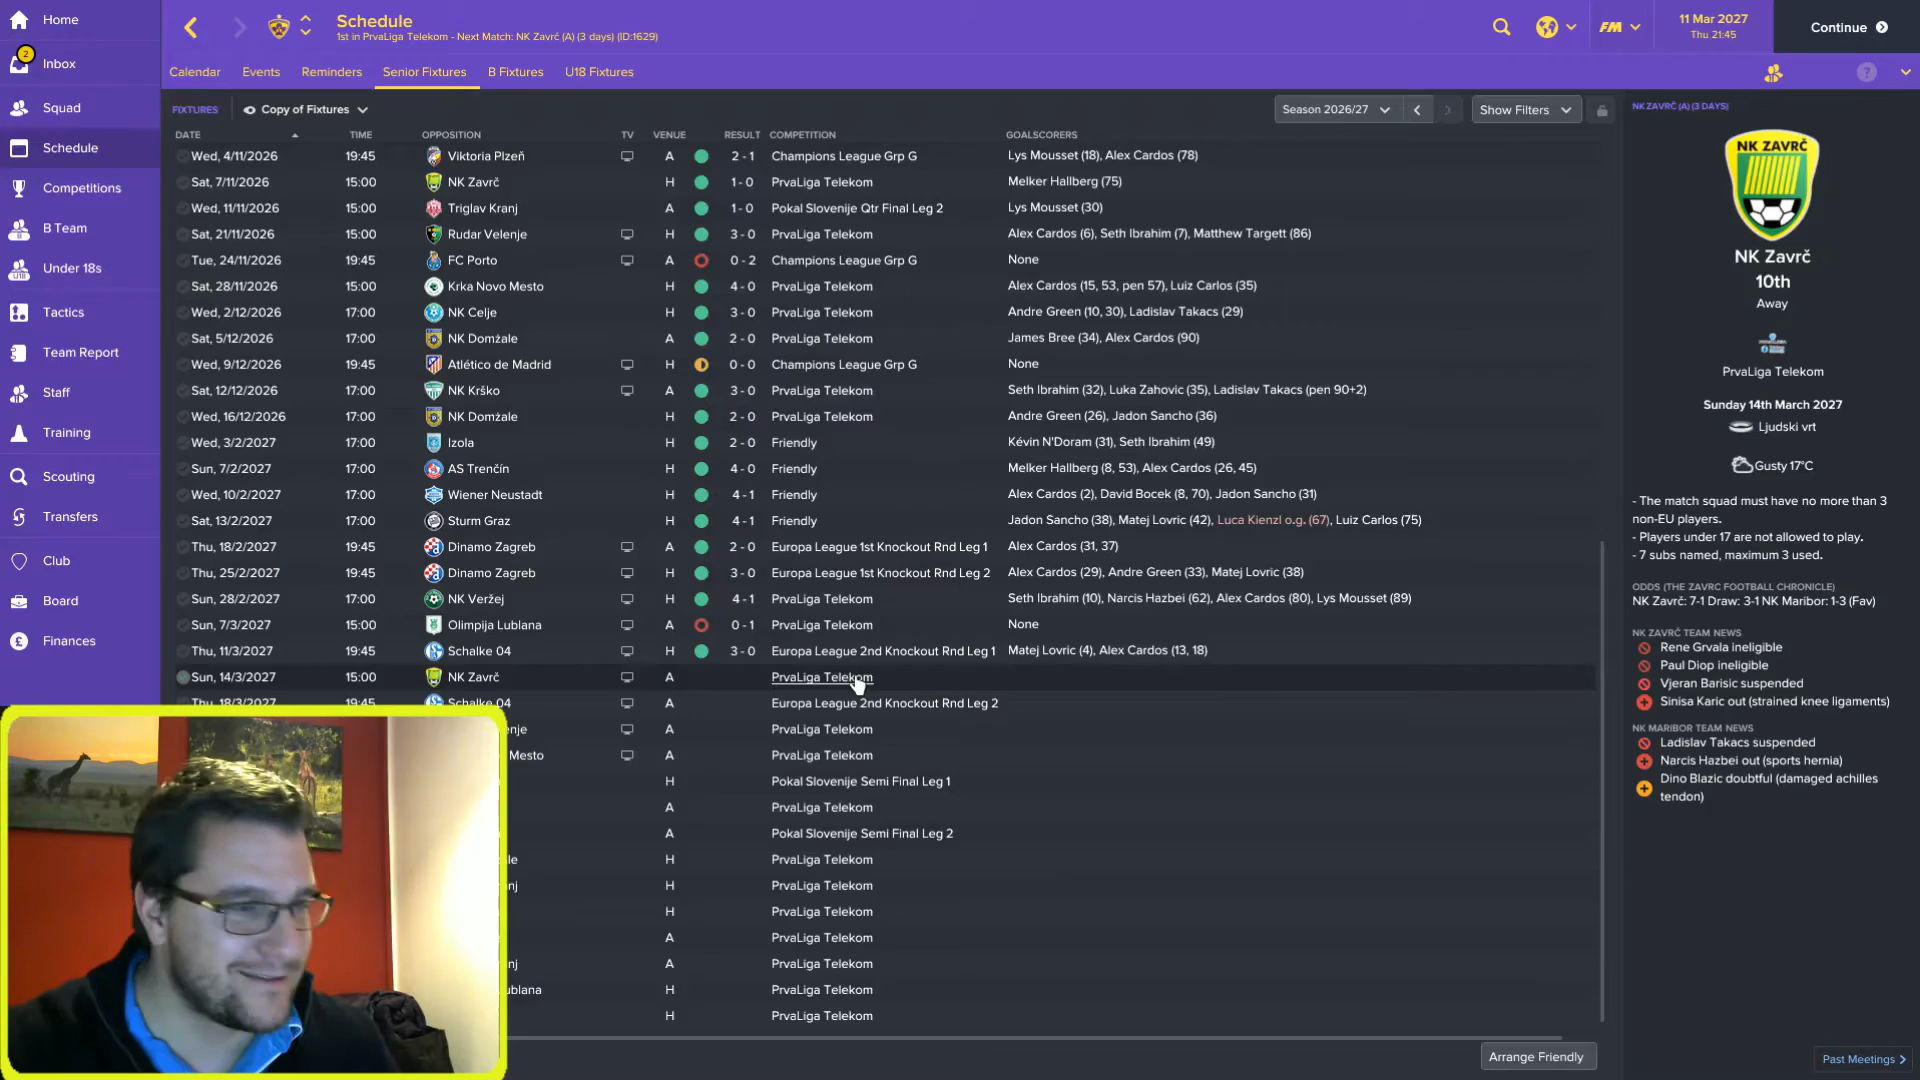 Home
2
Inbox
Squad
Schedule
Competitions
B Team
Under 18s
Tactics
Team Report
Staff
Training
Scouting
Transfers
Club
Board
Finances
Schedule
1st in PrvaLiga Telekom - Next Match: NK Zavrč (A) (3 days) (ID:1629)
FM
11 Mar 2027
Thu 21:45
Continue
Calendar Events Reminders Senior Fixtures B Fixtures U18 Fixtures
?
FIXTURES Copy of Fixtures Season 2026/27 Show Filters
DATE TIME OPPOSITION TV VENUE RESULT COMPETITION GOALSCORERS
Wed, 4/11/2026 19:45 Viktoria Plzeň A 2 - 1 Champions League Grp G Lys Mousset (18), Alex Cardos (78)
Sat, 7/11/2026 15:00 NK Zavrč H 1 - 0 PrvaLiga Telekom Melker Hallberg (75)
Wed, 11/11/2026 15:00 Triglav Kranj A 1 - 0 Pokal Slovenije Qtr Final Leg 2 Lys Mousset (30)
Sat, 21/11/2026 15:00 Rudar Velenje H 3 - 0 PrvaLiga Telekom Alex Cardos (6), Seth Ibrahim (7), Matthew Targett (86)
Tue, 24/11/2026 19:45 FC Porto A 0 - 2 Champions League Grp G None
Sat, 28/11/2026 15:00 Krka Novo Mesto H 4 - 0 PrvaLiga Telekom Alex Cardos (15, 53, pen 57), Luiz Carlos (35)
Wed, 2/12/2026 17:00 NK Celje H 3 - 0 PrvaLiga Telekom Andre Green (10, 30), Ladislav Takacs (29)
Sat, 5/12/2026 17:00 NK Domżale A 2 - 0 PrvaLiga Telekom James Bree (34), Alex Cardos (90)
Wed, 9/12/2026 19:45 Atlético de Madrid H 0 - 0 Champions League Grp G None
Sat, 12/12/2026 17:00 NK Krško A 3 - 0 PrvaLiga Telekom Seth Ibrahim (32), Luka Zahovic (35), Ladislav Takacs (pen 90+2)
Wed, 16/12/2026 17:00 NK Domżale H 2 - 0 PrvaLiga Telekom Andre Green (26), Jadon Sancho (36)
Wed, 3/2/2027 17:00 Izola H 2 - 0 Friendly Kévin N'Doram (31), Seth Ibrahim (49)
Sun, 7/2/2027 17:00 AS Trenčín H 4 - 0 Friendly Melker Hallberg (8, 53), Alex Cardos (26, 45)
Wed, 10/2/2027 17:00 Wiener Neustadt H 4 - 1 Friendly Alex Cardos (2), David Bocek (8, 70), Jadon Sancho (31)
Sat, 13/2/2027 17:00 Sturm Graz H 4 - 1 Friendly Jadon Sancho (38), Matej Lovric (42), Luca Kienzl o.g. (67), Luiz Carlos (75)
Thu, 18/2/2027 19:45 Dinamo Zagreb A 2 - 0 Europa League 1st Knockout Rnd Leg 1 Alex Cardos (31, 37)
Thu, 25/2/2027 19:45 Dinamo Zagreb H 3 - 0 Europa League 1st Knockout Rnd Leg 2 Alex Cardos (29), Andre Green (33), Matej Lovric (38)
Sun, 28/2/2027 17:00 NK Veržej H 4 - 1 PrvaLiga Telekom Seth Ibrahim (10), Narcis Hazbei (62), Alex Cardos (80), Lys Mousset (89)
Sun, 7/3/2027 15:00 Olimpija Lublana A 0 - 1 PrvaLiga Telekom None
Thu, 11/3/2027 19:45 Schalke 04 H 3 - 0 Europa League 2nd Knockout Rnd Leg 1 Matej Lovric (4), Alex Cardos (13, 18)
Sun, 14/3/2027 15:00 NK Zavrč A PrvaLiga Telekom
Thu, 18/3/2027 19:45 Schalke 04 A Europa League 2nd Knockout Rnd Leg 2
enje A PrvaLiga Telekom
Mesto A PrvaLiga Telekom
H Pokal Slovenije Semi Final Leg 1
A PrvaLiga Telekom
A Pokal Slovenije Semi Final Leg 2
ale H PrvaLiga Telekom
nj H PrvaLiga Telekom
H PrvaLiga Telekom
A PrvaLiga Telekom
nj A PrvaLiga Telekom
ublana H PrvaLiga Telekom
H PrvaLiga Telekom
Arrange Friendly
NK ZAVRČ (A) (3 DAYS)
NK ZAVRČ
NK Zavrč
10th
Away
PrvaLiga Telekom
Sunday 14th March 2027
Ljudski vrt
Gusty 17°C
- The match squad must have no more than 3
non-EU players.
- Players under 17 are not allowed to play.
- 7 subs named, maximum 3 used.
ODDS (THE ZAVRC FOOTBALL CHRONICLE)
NK Zavrč: 7-1 Draw: 3-1 NK Maribor: 1-3 (Fav)
NK ZAVRČ TEAM NEWS
Rene Grvala ineligible
Paul Diop ineligible
Vjeran Barisic suspended
Sinisa Karic out (strained knee ligaments)
NK MARIBOR TEAM NEWS
Ladislav Takacs suspended
Narcis Hazbei out (sports hernia)
Dino Blazic doubtful (damaged achilles
tendon)
Past Meetings